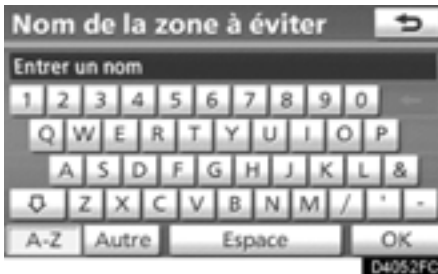 Nom de la zone à éviter
Entrer un nom
1 2 3 4 5 6 7 8 9 0
Q W E R T Y U I O P
A S D F G H J K L &
Z X C V B N M / ' -
A-Z Autre Espace OK
D4052FC